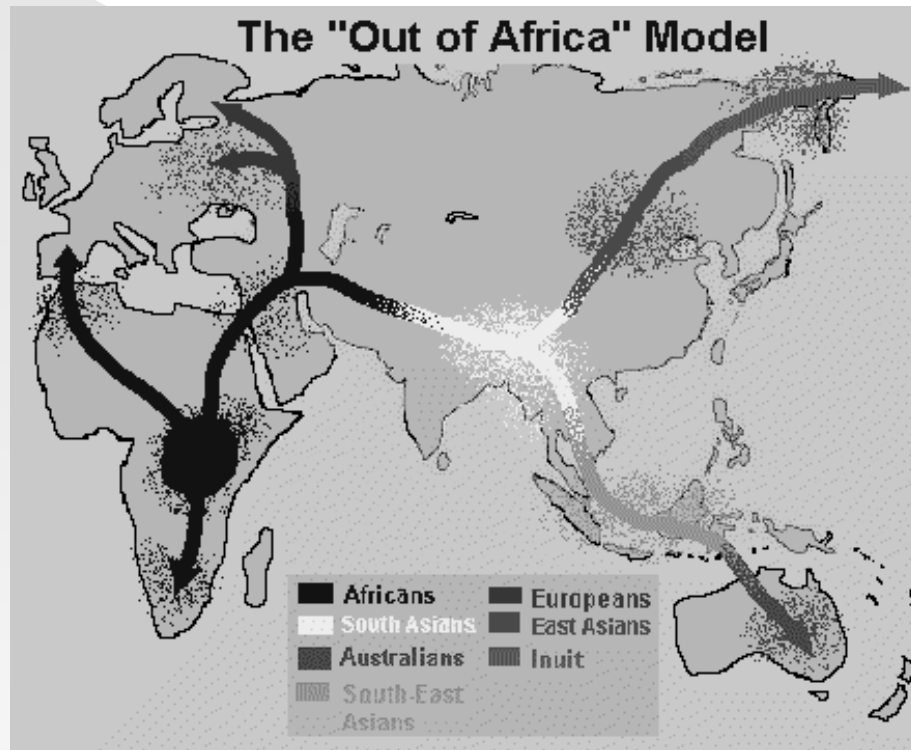 The "Out of Africa" Model
Africans
South Asians
Australians
South-East
Asians
Europeans
East Asians
Inuit